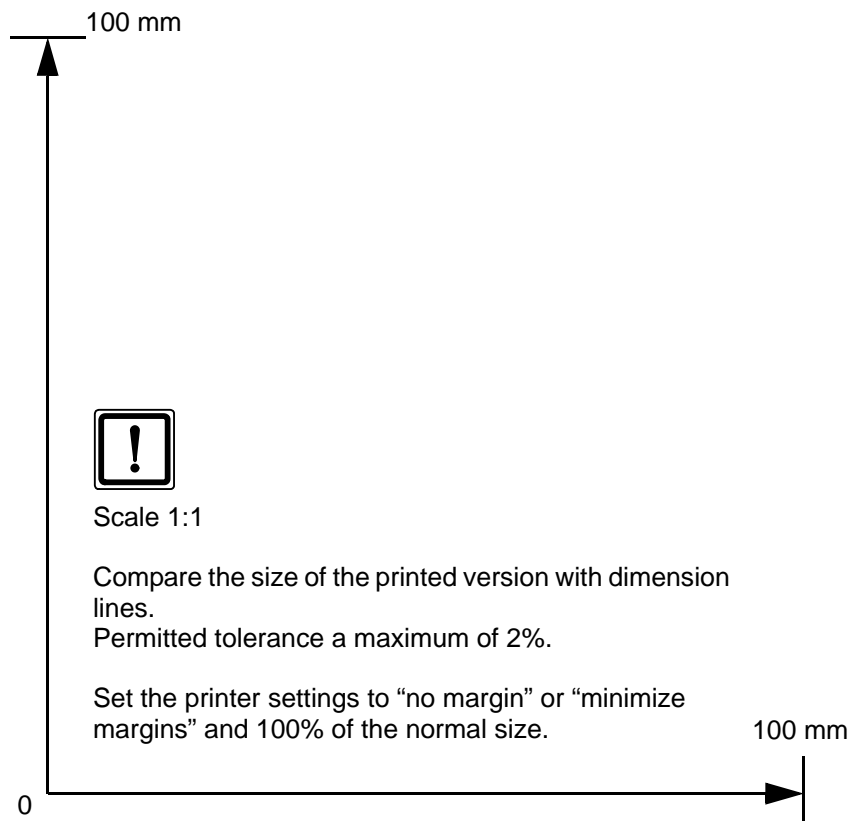 100 mm
!
Scale 1:1
Compare the size of the printed version with dimension
lines.
Permitted tolerance a maximum of 2%.
Set the printer settings to “no margin” or “minimize
margins” and 100% of the normal size.
100 mm
0